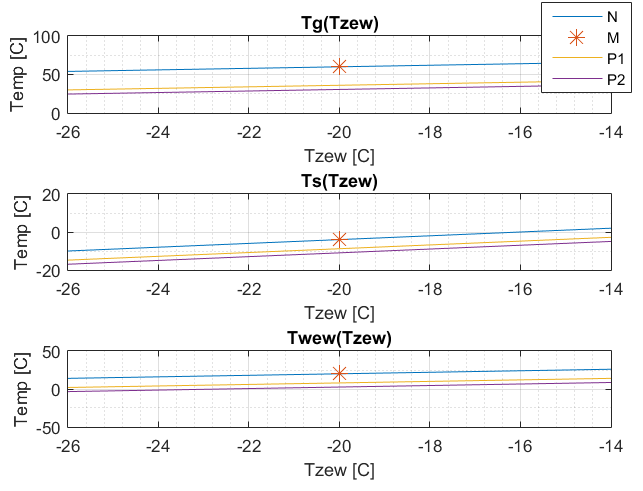 Tg(Tzew)
N
M
P1
P2
Temp [C]
100
50
0
-26 -24 -22 -20 -18 -16 -14
Tzew [C]
Ts(Tzew)
Temp [C]
20
0
-20
-26 -24 -22 -20 -18 -16 -14
Tzew [C]
Twew(Tzew)
Temp [C]
50
0
-50
-26 -24 -22 -20 -18 -16 -14
Tzew [C]